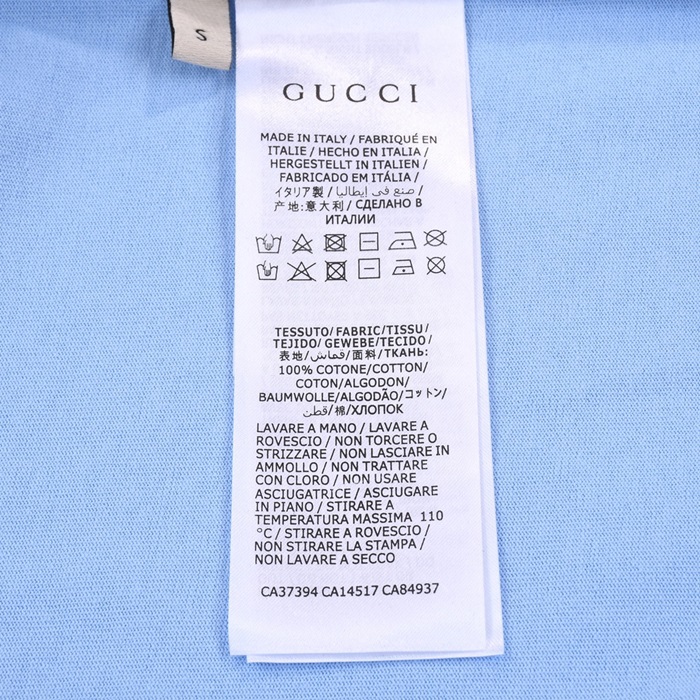 S
GUCCI
MADE IN ITALY / FABRIQUÉ EN
ITALIE / HECHO EN ITALIA /
HERGESTELLT IN ITALIEN /
FABRICADO EM ITÁLIA /
イタリア製 / صنع في إيطاليا /
产地:意大利 / СДЕЛАНО В
ИТАЛИИ
TESSUTO/FABRIC/TISSU/
TEJIDO/ GEWEBE/TECIDO/
表地/قماش/面料/ТКАНЬ:
100% COTONE/COTTON/
COTON/ALGODON/
BAUMWOLLE/ALGODÃO/コットン/
قطن/棉/ХЛОПОК
LAVARE A MANO / LAVARE A
ROVESCIO / NON TORCERE O
STRIZZARE / NON LASCIARE IN
AMMOLLO / NON TRATTARE
CON CLORO / NON USARE
ASCIUGATRICE / ASCIUGARE
IN PIANO / STIRARE A
TEMPERATURA MASSIMA 110
°C / STIRARE A ROVESCIO /
NON STIRARE LA STAMPA /
NON LAVARE A SECCO
CA37394 CA14517 CA84937